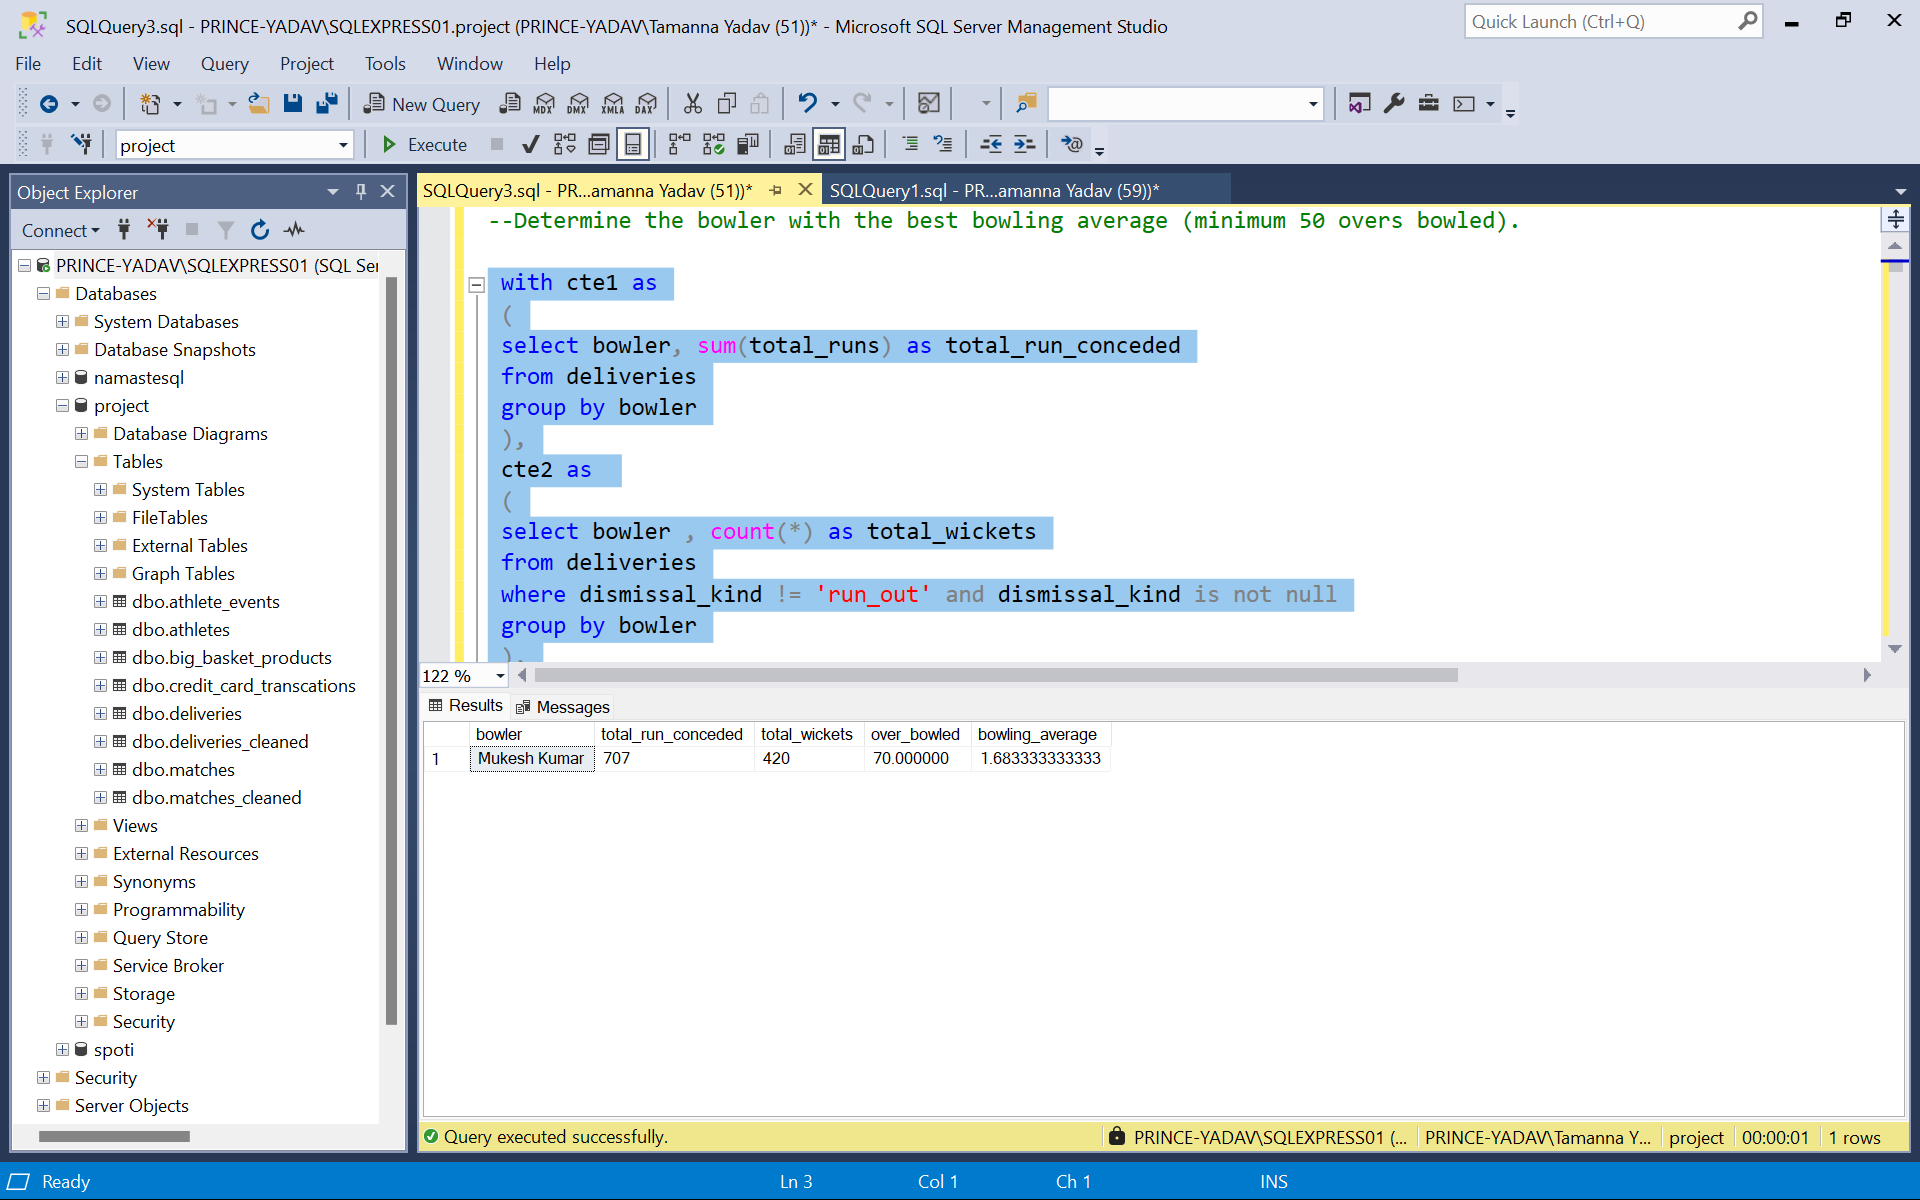 SQLQuery3.sql - PRINCE-YADAV\SQLEXPRESS01.project (PRINCE-YADAV\Tamanna Yadav (51))* - Microsoft SQL Server Management Studio
Quick Launch (Ctrl+Q)
File Edit View Query Project Tools Window Help
New Query MDX DMX XMLA DAX
project Execute
Object Explorer
Connect
PRINCE-YADAV\SQLEXPRESS01 (SQL Ser
Databases
System Databases
Database Snapshots
namastesql
project
Database Diagrams
Tables
System Tables
FileTables
External Tables
Graph Tables
dbo.athlete_events
dbo.athletes
dbo.big_basket_products
dbo.credit_card_transcations
dbo.deliveries
dbo.deliveries_cleaned
dbo.matches
dbo.matches_cleaned
Views
External Resources
Synonyms
Programmability
Query Store
Service Broker
Storage
Security
spoti
Security
Server Objects
SQLQuery3.sql - PR...amanna Yadav (51))* SQLQuery1.sql - PR...amanna Yadav (59))*
--Determine the bowler with the best bowling average (minimum 50 overs bowled).
with cte1 as
(
select bowler, sum(total_runs) as total_run_conceded
from deliveries
group by bowler
),
cte2 as
(
select bowler , count(*) as total_wickets
from deliveries
where dismissal_kind != 'run_out' and dismissal_kind is not null
group by bowler
),
122 %
Results Messages
bowler total_run_conceded total_wickets over_bowled bowling_average
1 Mukesh Kumar 707 420 70.000000 1.683333333333
Query executed successfully. PRINCE-YADAV\SQLEXPRESS01 (... PRINCE-YADAV\Tamanna Y... project 00:00:01 1 rows
Ready Ln 3 Col 1 Ch 1 INS